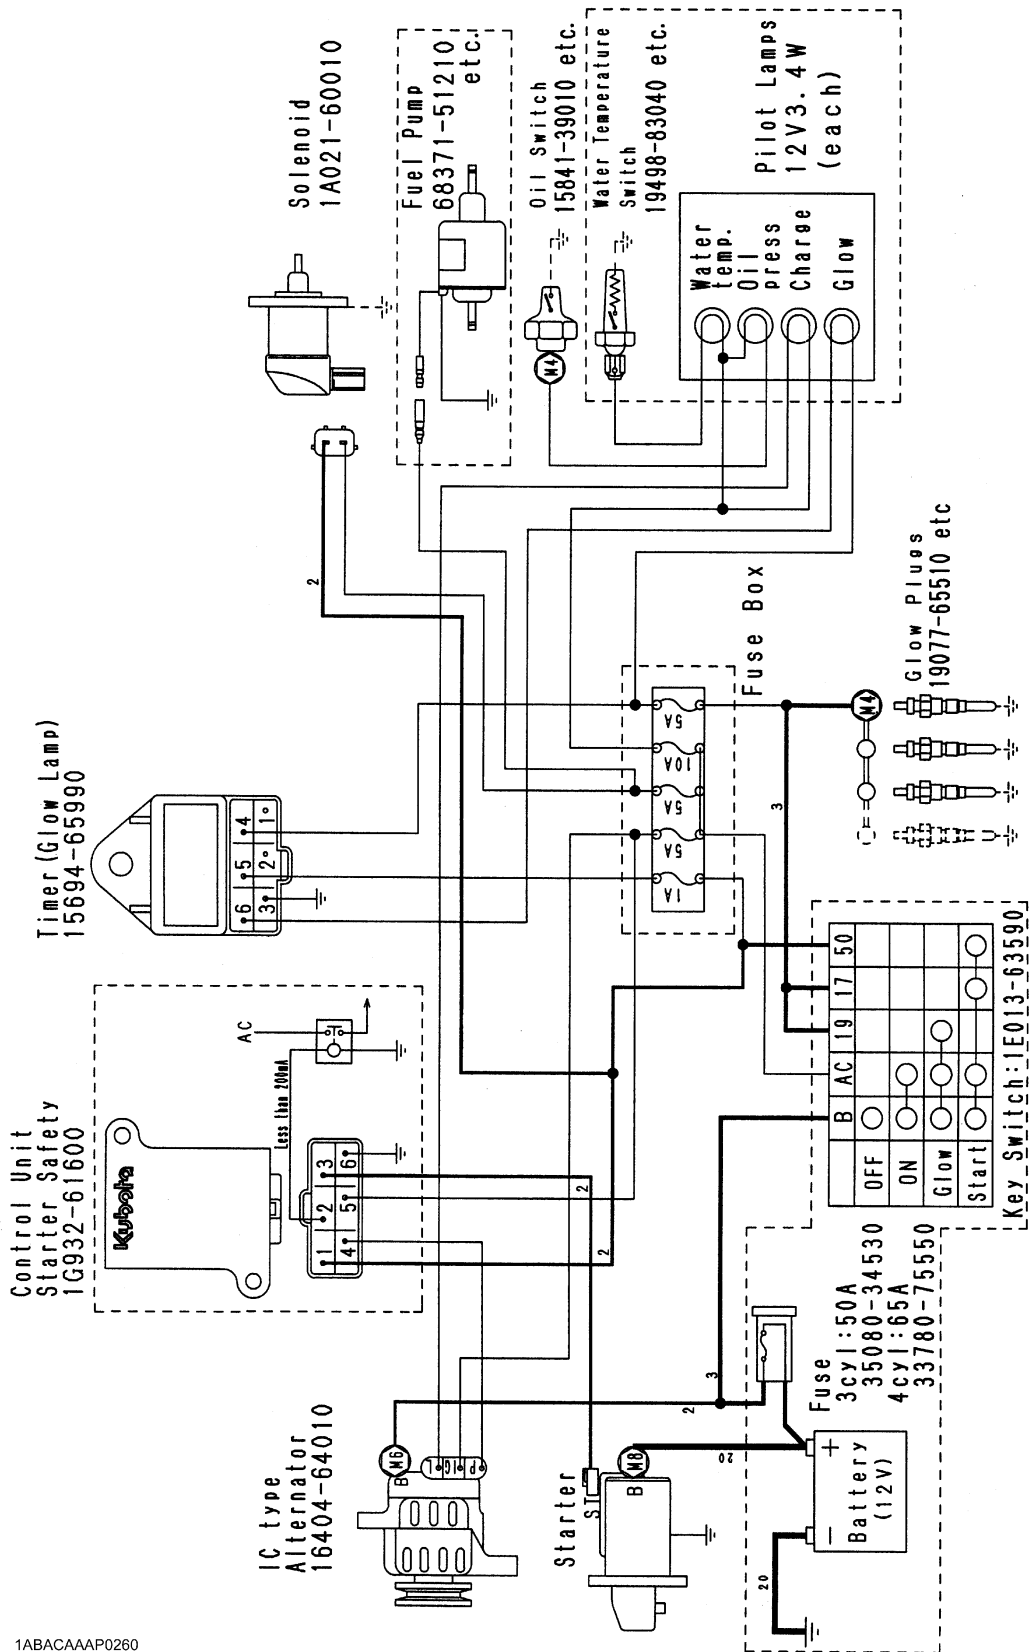 Solenoid
1A021-60010
Fuel Pump
68371-51210
etc.
Oil Switch
15841-39010 etc.
Water Temperature
Switch
19498-83040 etc.
Pilot Lamps
12V3.4W
(each)
Water
temp.
Oil
press
Charge
Glow
M4
2
Timer(Glow Lamp)
15694-65990
6
5
4
3
2
1
Fuse Box
1A
5A
5A
10A
5A
Glow Plugs
19077-65510 etc
M4
3
Control Unit
Starter Safety
1G932-61600
Kubota
AC
Less than 200mA
1
2
3
4
5
6
2
2
B
AC
19
17
50
OFF
ON
Glow
Start
Key Switch:1E013-63590
IC type
Alternator
16404-64010
M6
B
L
IG
P
2
3
Starter
ST
M8
B
20
Fuse
3cyl:50A
35080-34530
4cyl:65A
33780-75550
+
−
Battery
(12V)
20
1ABACAAAP0260